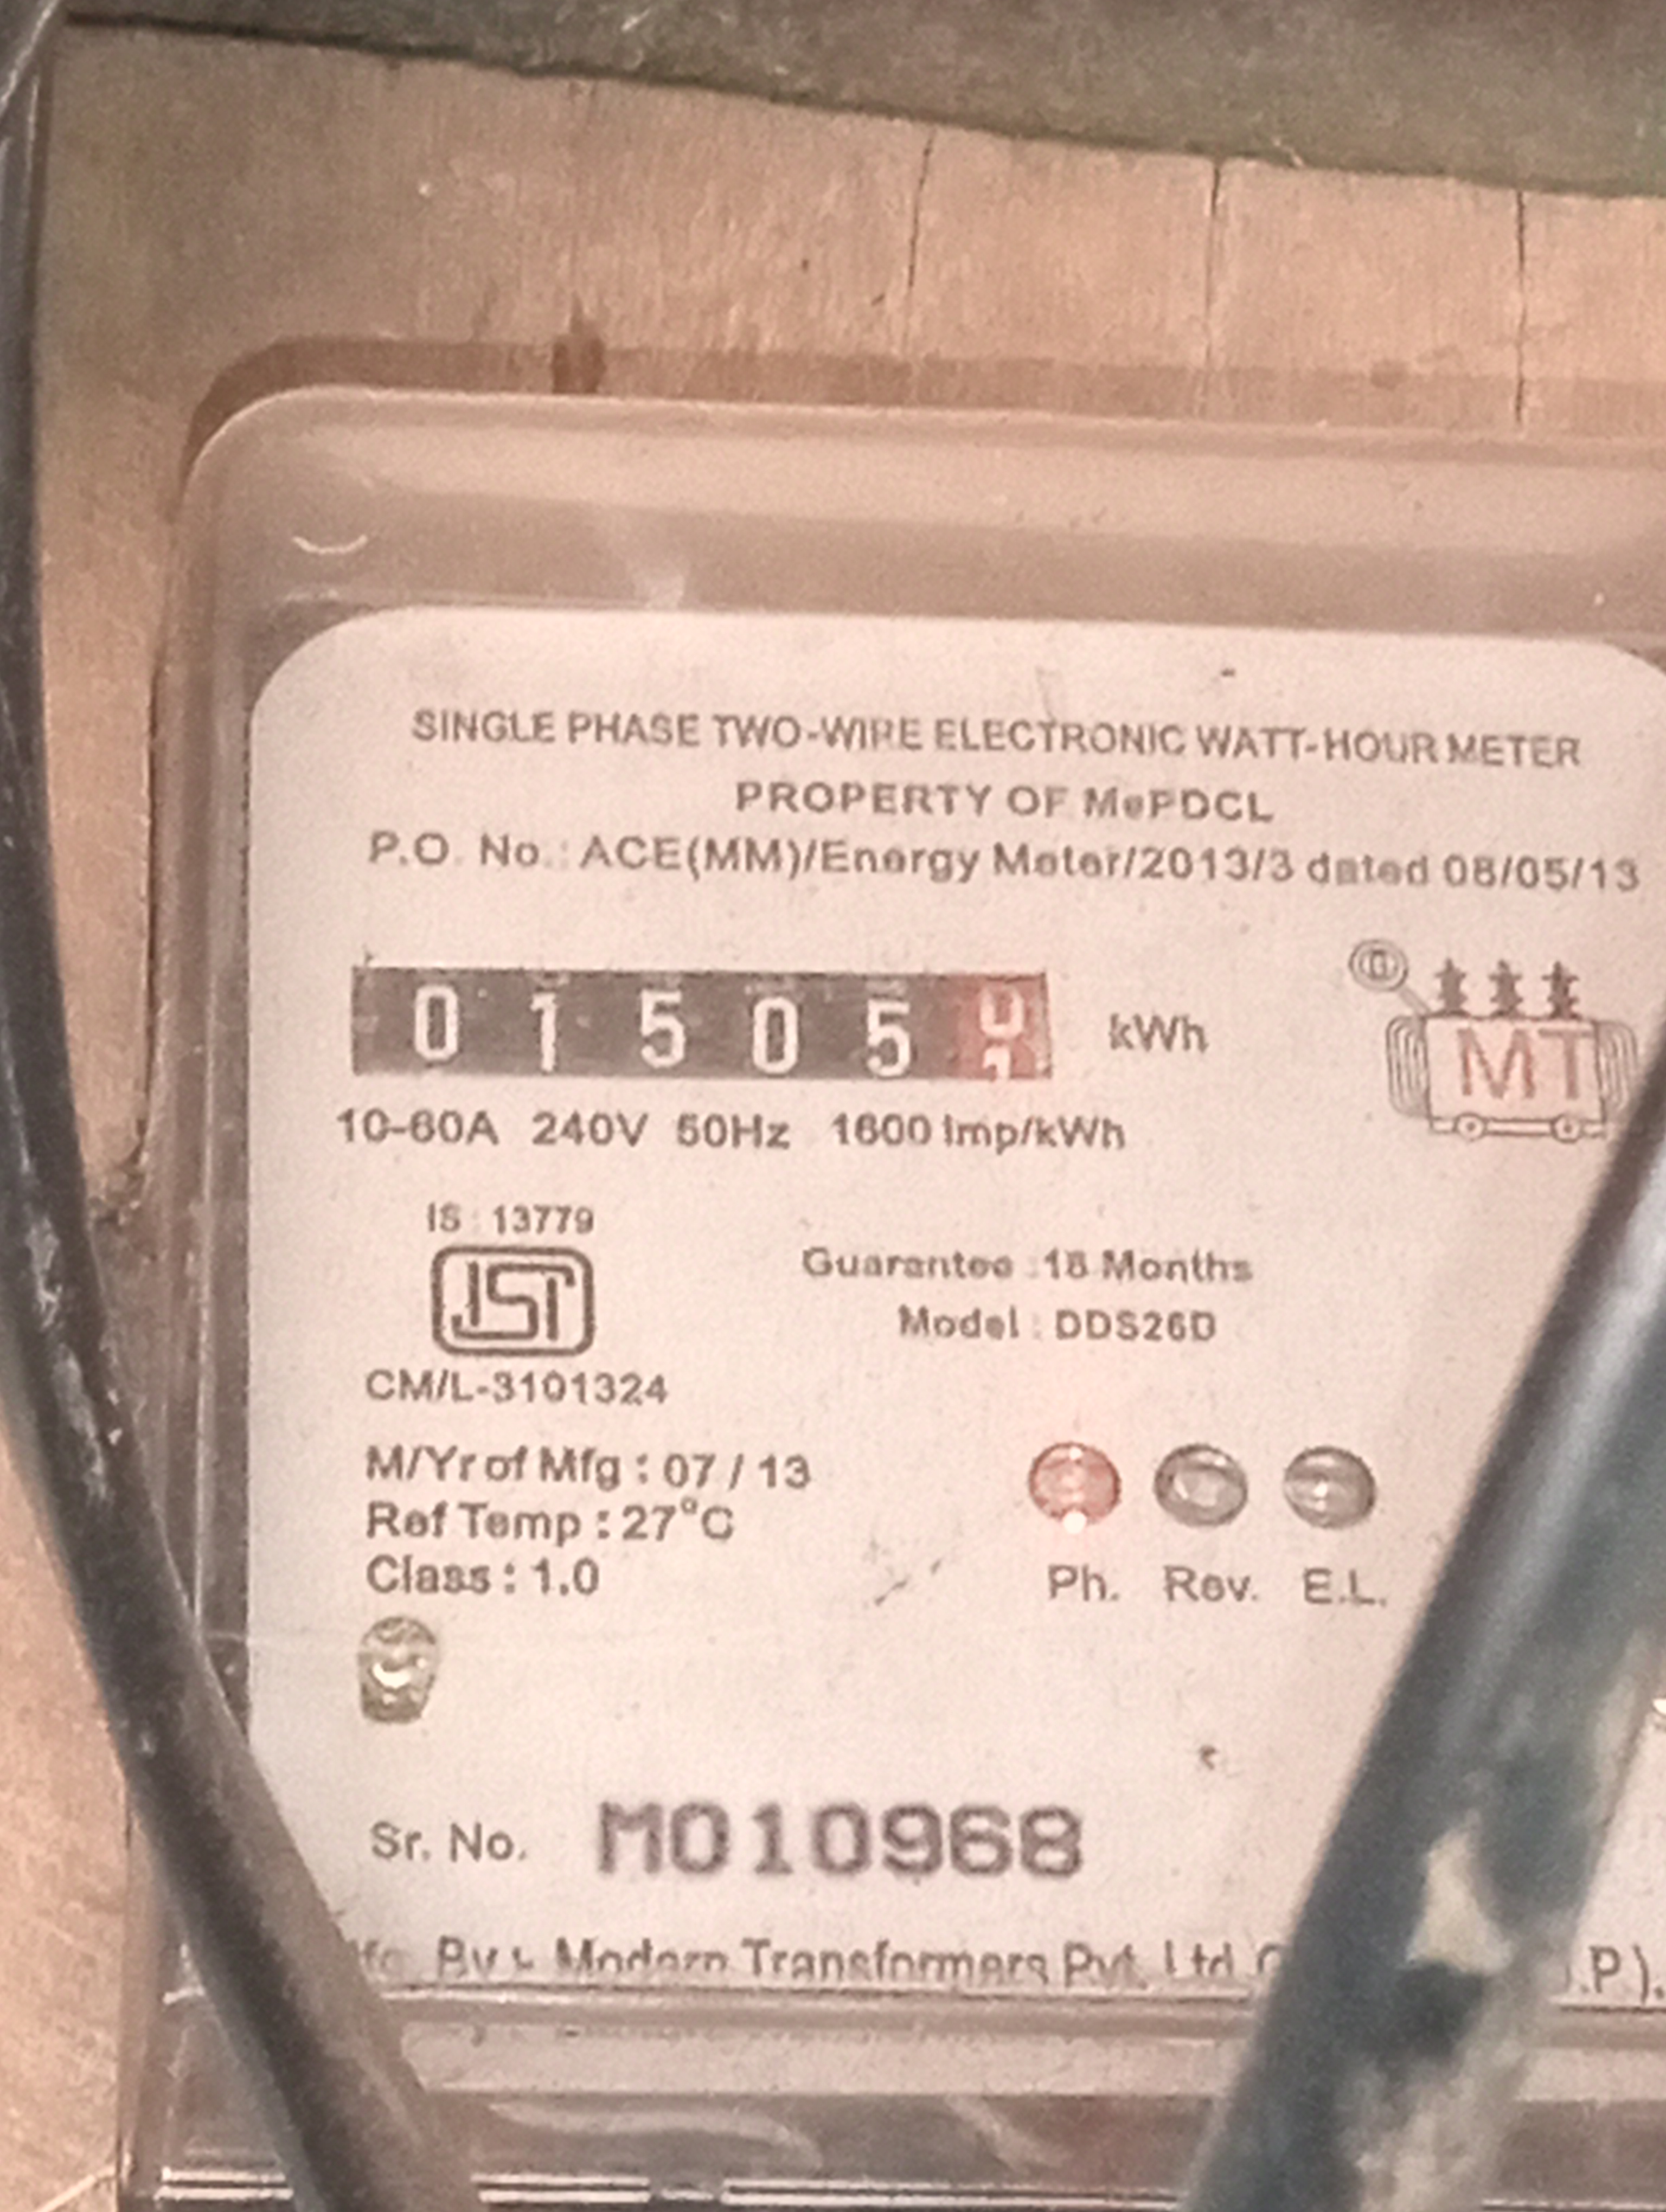 SINGLE PHASE TWO-WIRE ELECTRONIC WATT-HOUR METER
PROPERTY OF MePDCL
P.O. No. : ACE(MM)/Energy Meter/2013/3 dated 08/05/13
0 1 5 0 5 0 kWh
MT
10-60A 240V 50Hz 1600 imp/kWh
IS : 13779
Guarantee : 18 Months
Model : DDS26D
CM/L-3101324
M/Yr of Mfg : 07 / 13
Ref Temp : 27°C
Class : 1.0
Ph. Rev. E.L.
Sr. No. M010968
By : Modern Transformers Pvt. Ltd
.P).